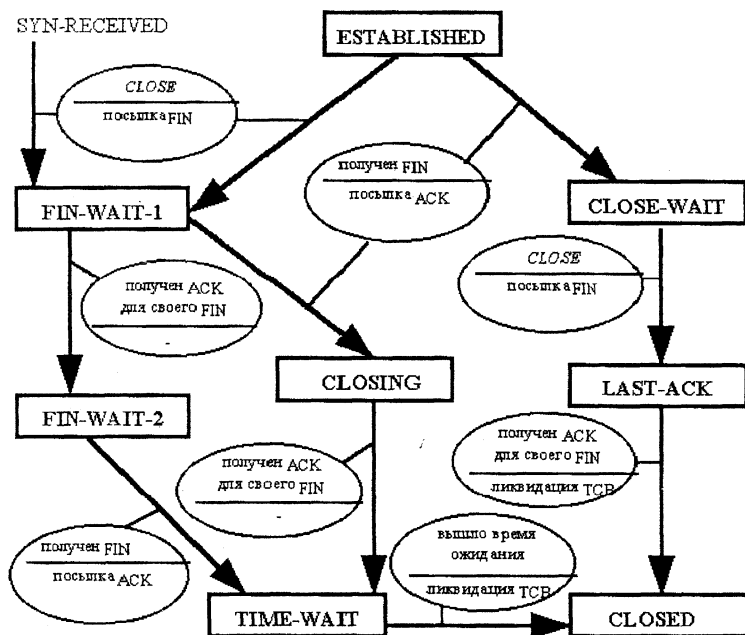 SYN-RECEIVED
ESTABLISHED
CLOSE
посылка FIN
получен FIN
посылка ACK
FIN-WAIT-1
CLOSE-WAIT
CLOSE
посылка FIN
получен ACK
для своего FIN
-
CLOSING
LAST-ACK
FIN-WAIT-2
получен ACK
для своего FIN
-
получен ACK
для своего FIN
ликвидация TCB
получен FIN
посылка ACK
вышло время
ожидания
ликвидация TCB
TIME-WAIT
CLOSED